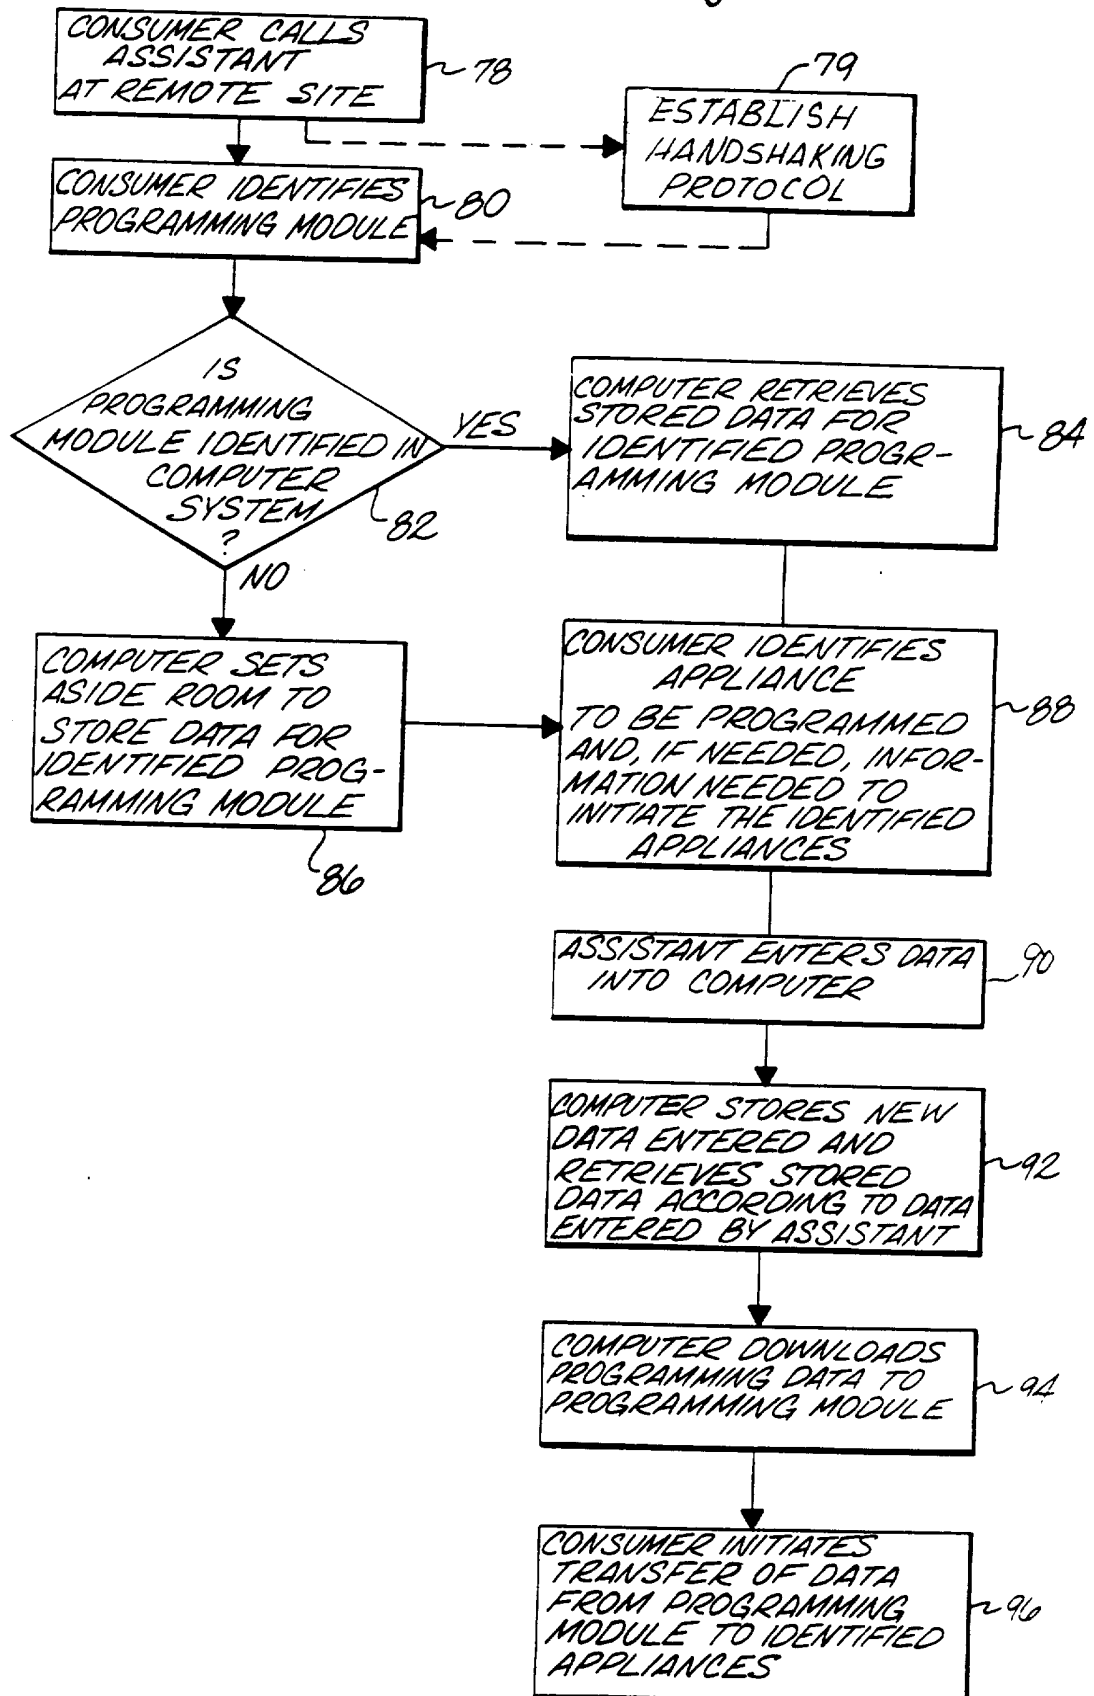 CONSUMER CALLS
ASSISTANT
AT REMOTE SITE
78
79
ESTABLISH
HANDSHAKING
PROTOCOL
CONSUMER IDENTIFIES
PROGRAMMING MODULE
80
IS
PROGRAMMING
MODULE IDENTIFIED IN
COMPUTER
SYSTEM
?
82
YES
NO
COMPUTER RETRIEVES
STORED DATA FOR
IDENTIFIED PROGR-
AMMING MODULE
84
COMPUTER SETS
ASIDE ROOM TO
STORE DATA FOR
IDENTIFIED PROG-
RAMMING MODULE
86
CONSUMER IDENTIFIES
APPLIANCE
TO BE PROGRAMMED
AND, IF NEEDED, INFOR-
MATION NEEDED TO
INITIATE THE IDENTIFIED
APPLIANCES
88
ASSISTANT ENTERS DATA
INTO COMPUTER
90
COMPUTER STORES NEW
DATA ENTERED AND
RETRIEVES STORED
DATA ACCORDING TO DATA
ENTERED BY ASSISTANT
92
COMPUTER DOWNLOADS
PROGRAMMING DATA TO
PROGRAMMING MODULE
94
CONSUMER INITIATES
TRANSFER OF DATA
FROM PROGRAMMING
MODULE TO IDENTIFIED
APPLIANCES
96